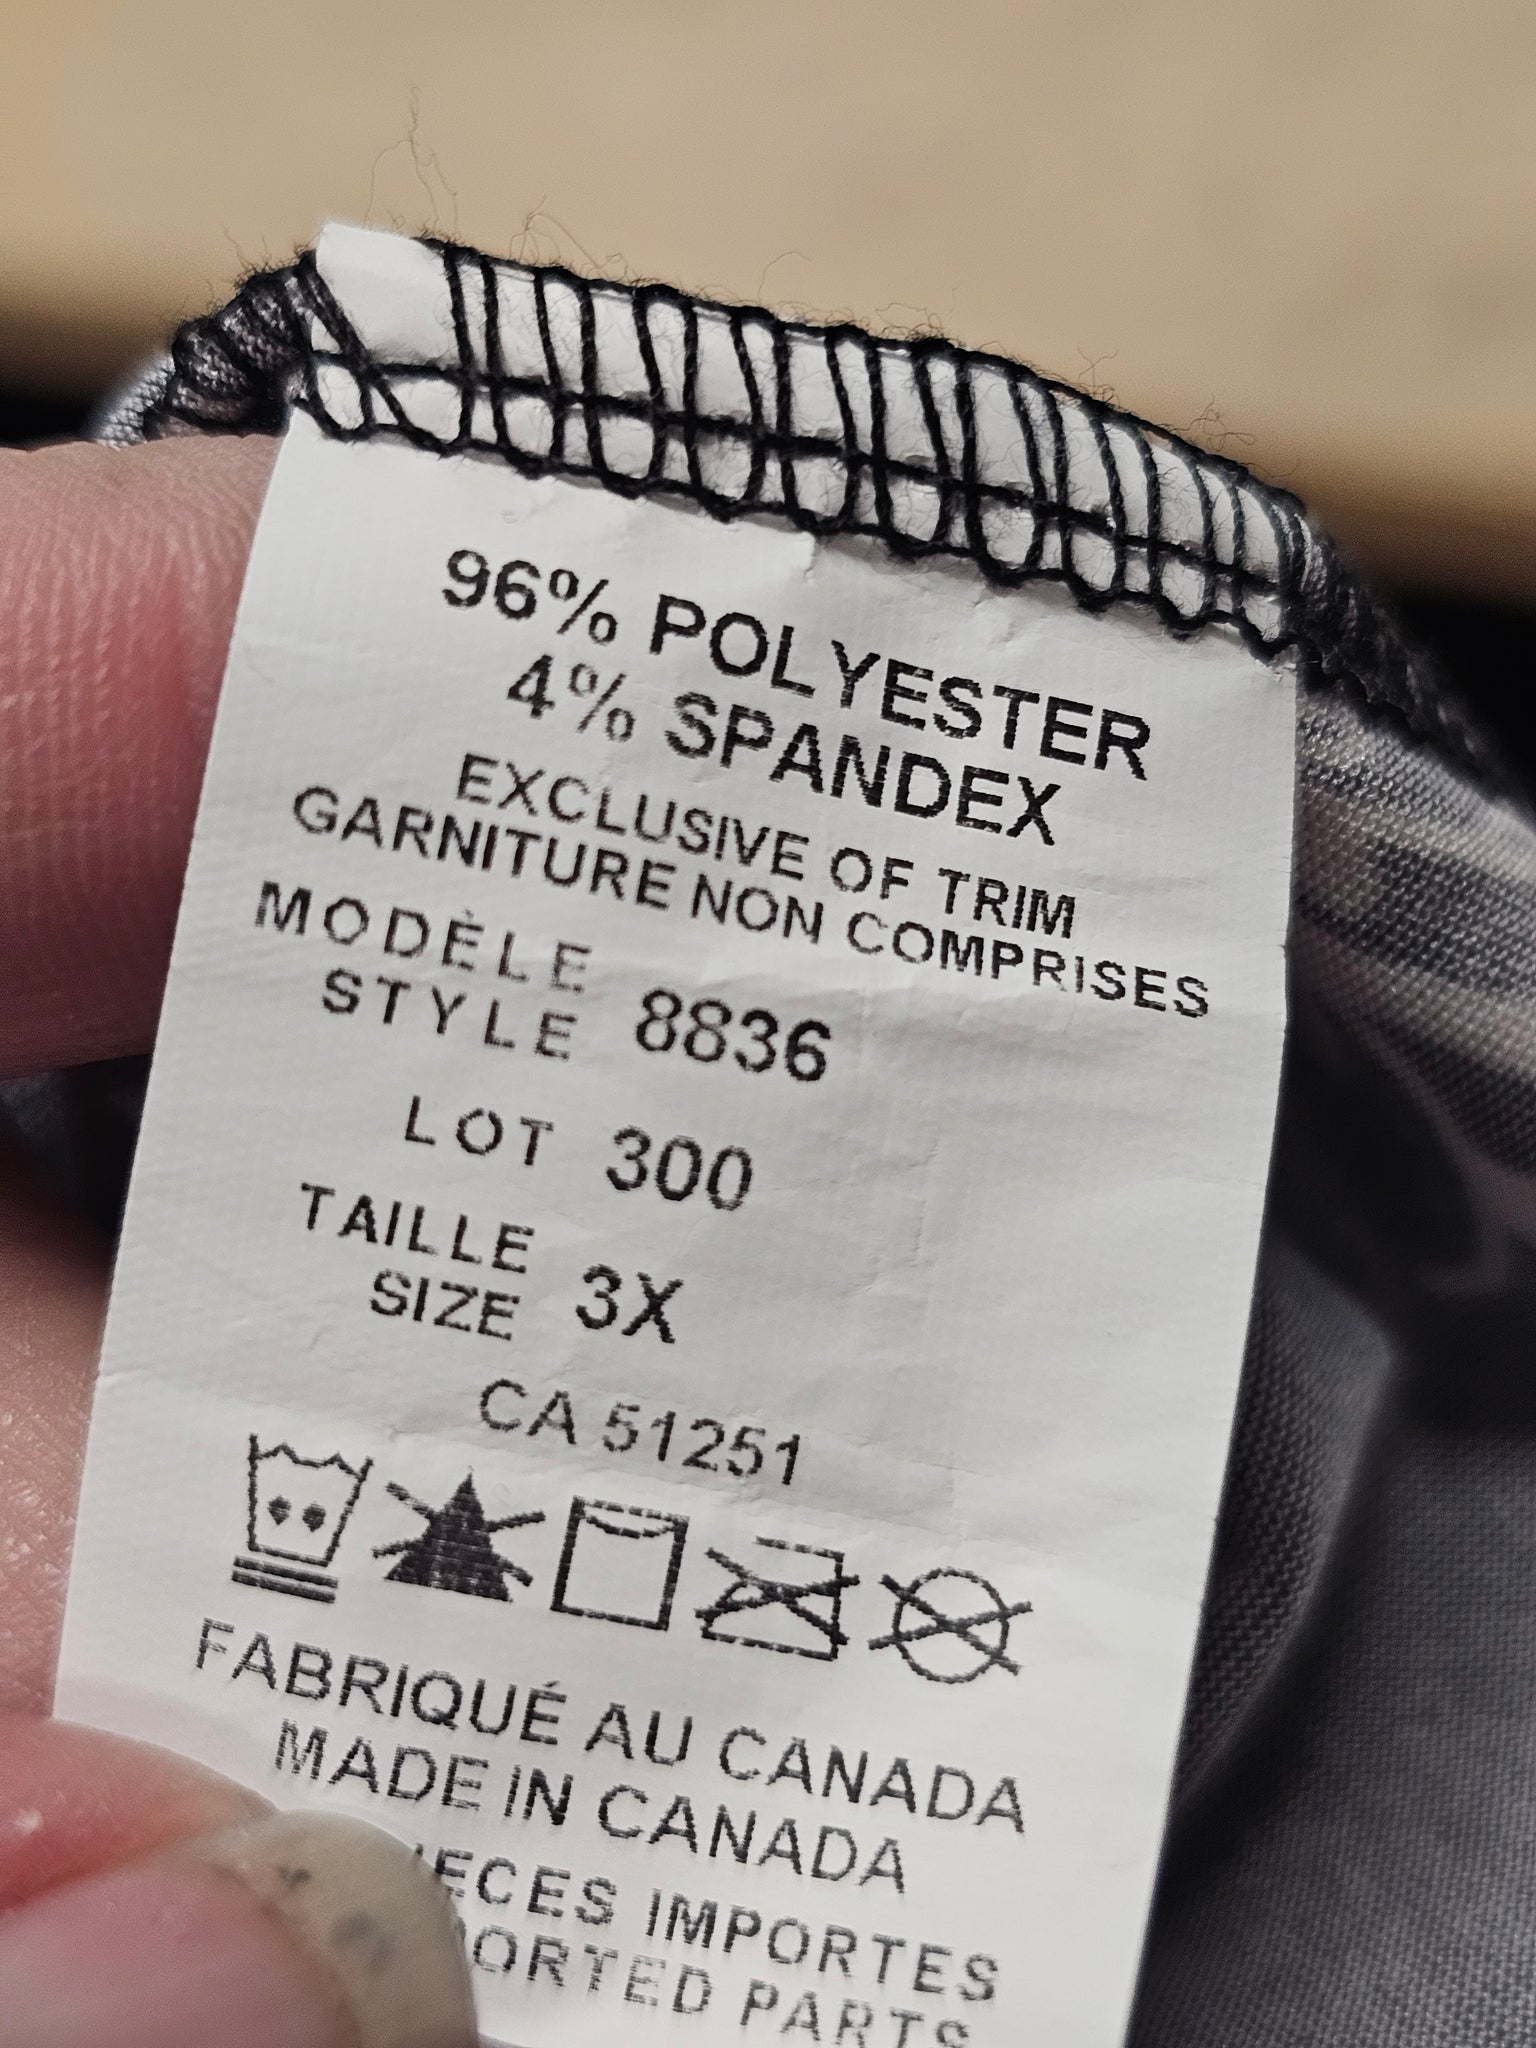 96% POLYESTER
4% SPANDEX
EXCLUSIVE OF TRIM
GARNITURE NON COMPRISES
MODÈLE
STYLE 8836
LOT 300
TAILLE
SIZE 3X
CA 51251
FABRIQUÉ AU CANADA
MADE IN CANADA
IMPORTES
PARTS